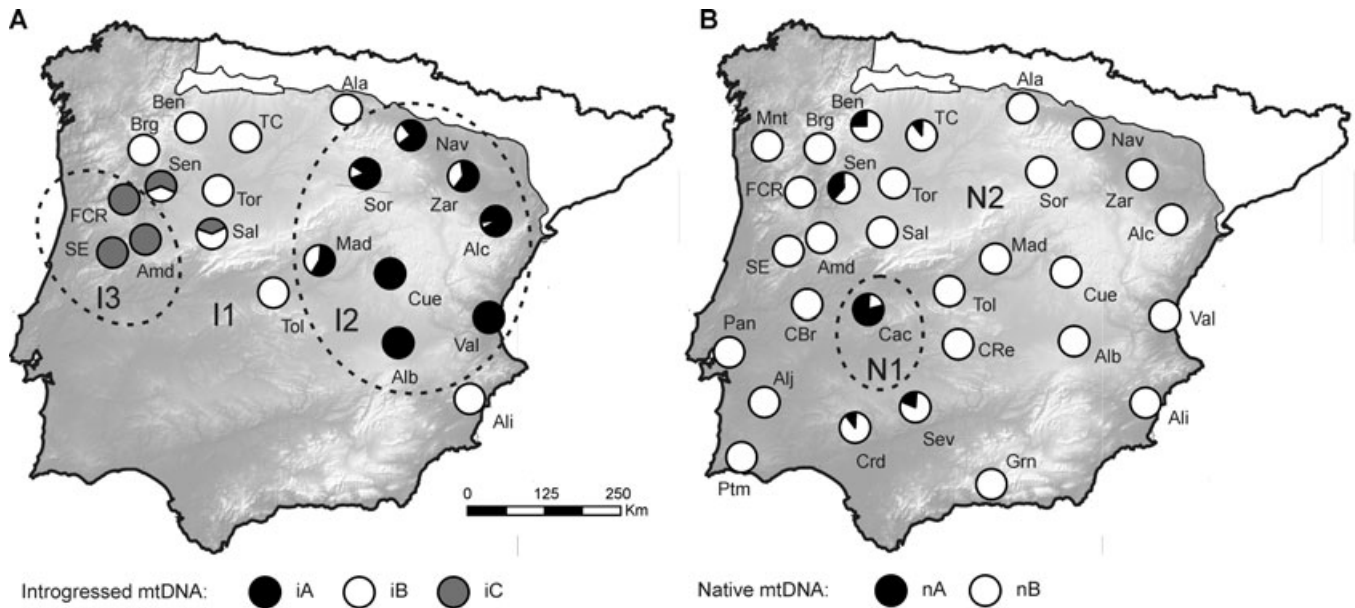 A
Ala
Ben
Brg
TC
Nav
Sen
FCR
Tor
Sor
Zar
SE
Sal
Alc
Amd
Mad
I3
I1
Cue
Tol
I2
Val
Alb
Ali
0 125 250
Km
Introgressed mtDNA: iA iB iC
B
Ala
Ben
Mnt
Brg
TC
Nav
Sen
FCR
Tor
N2
Sor
Zar
Sal
Alc
SE
Amd
Mad
Cue
Tol
Pan
CBr
Cac
Val
CRe
Alb
N1
Alj
Ali
Sev
Crd
Grn
Ptm
Native mtDNA: nA nB